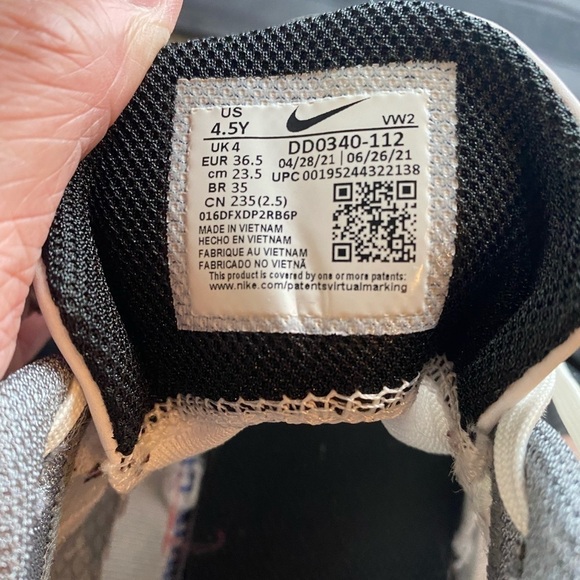 US
4.5Y
VW2
UK 4
DD0340-112
EUR 36.5
04/28/21 | 06/26/21
cm 23.5
UPC 00195244322138
BR 35
CN 235(2.5)
016DFXDP2RB6P
MADE IN VIETNAM
HECHO EN VIETNAM
FABRIQUE AU VIETNAM
FABRICADO NO VIETNÃ
This product is covered by one or more patents:
www.nike.com/patentsvirtualmarking